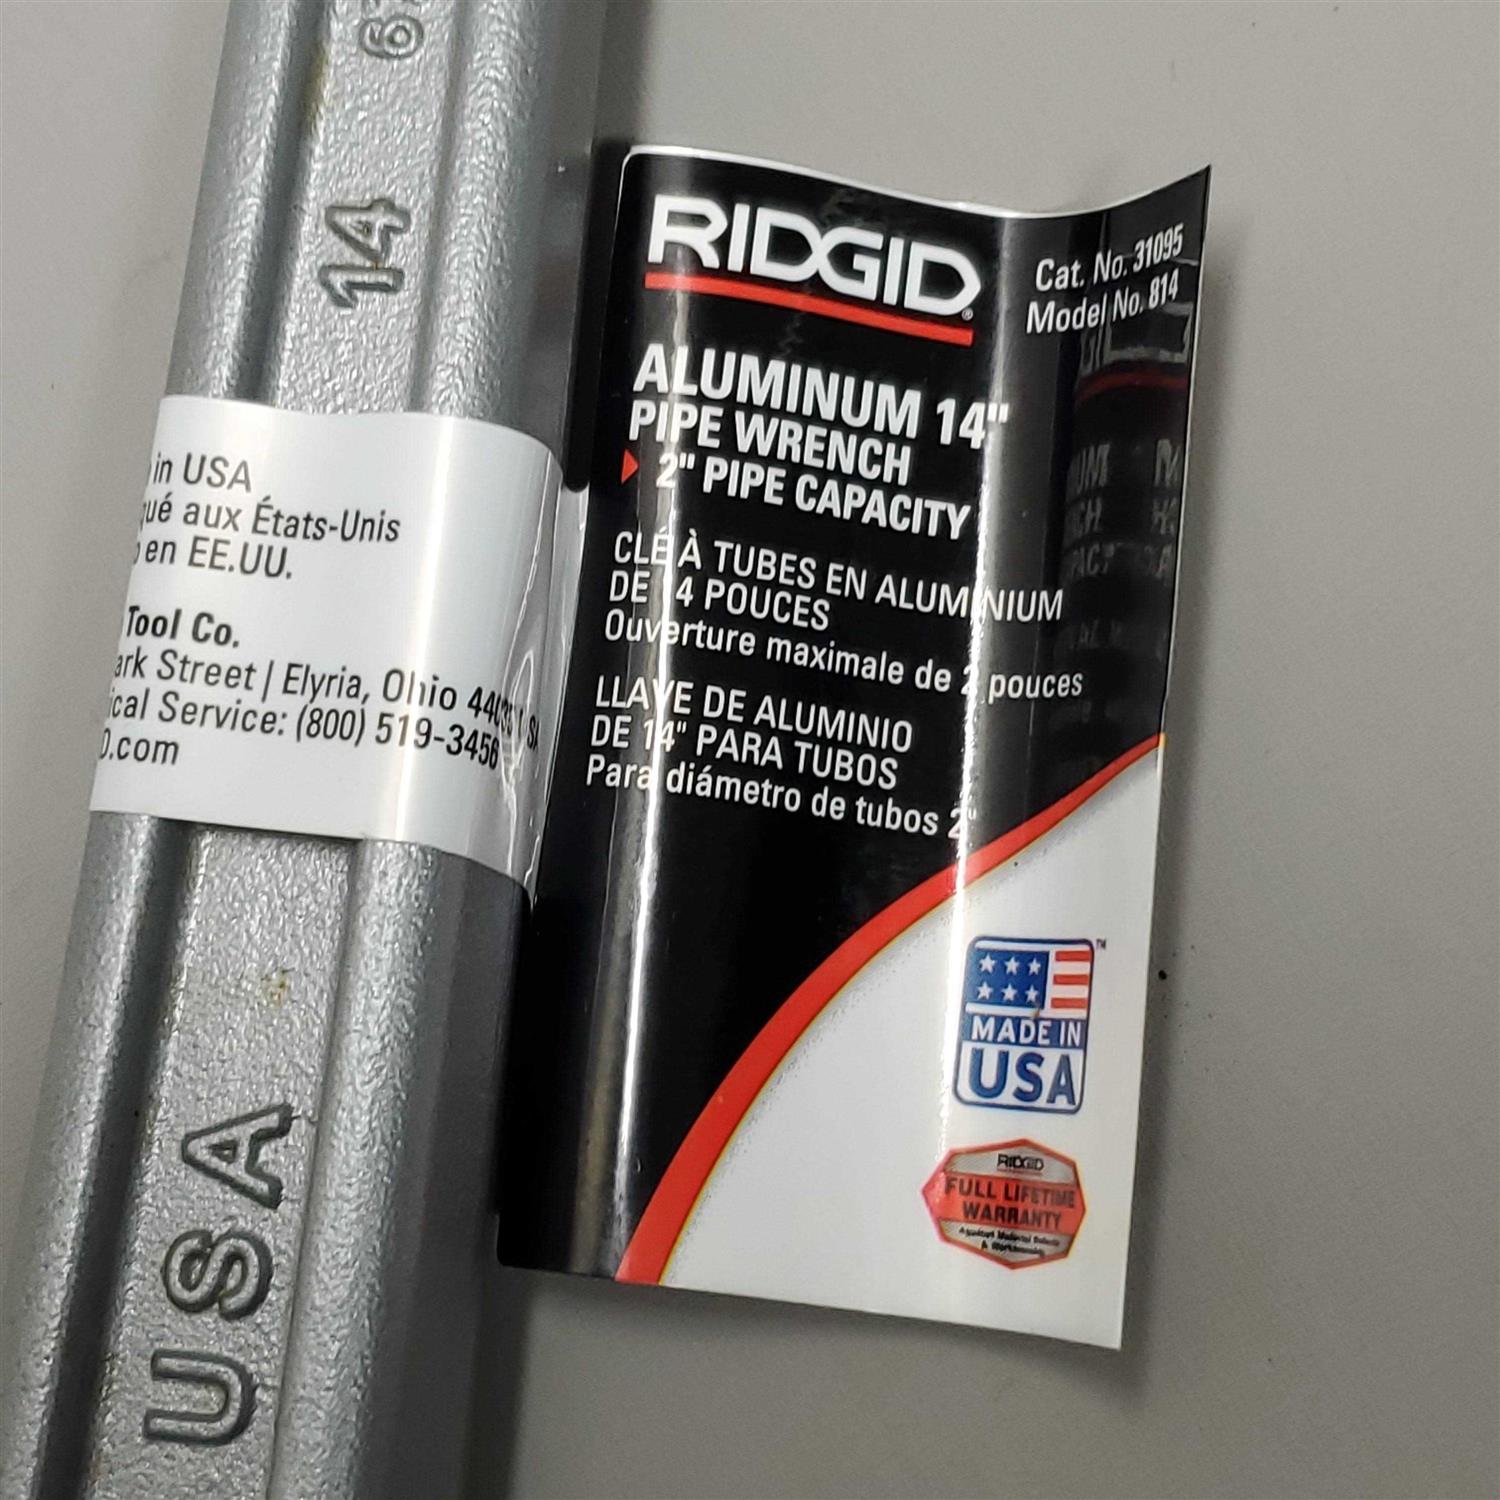 14
in USA
ué aux États-Unis
en EE.UU.
Tool Co.
ark Street | Elyria, Ohio
ical Service: (800) 519-3456
.com
USA
RIDGID®
Cat. No. 31095
Model No. 814
ALUMINUM 14"
PIPE WRENCH
2" PIPE CAPACITY
CLÉ À TUBES EN ALUMINIUM
DE 14 POUCES
Ouverture maximale de 2 pouces
LLAVE DE ALUMINIO
DE 14" PARA TUBOS
Para diámetro de tubos 2"
TM
MADE IN
USA
RIDGID
FULL LIFETIME
WARRANTY